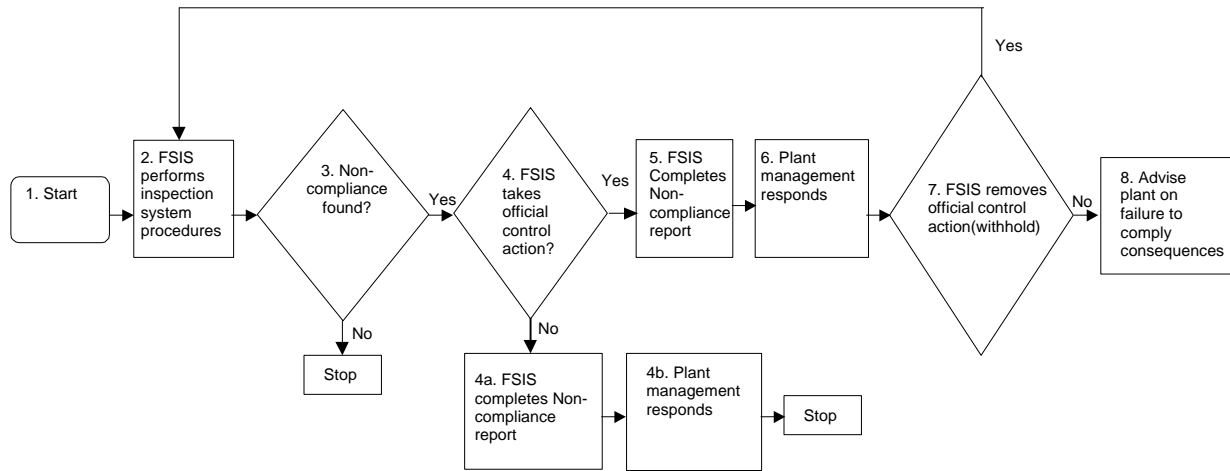 Yes
1. Start
2. FSIS
performs
inspection
system
procedures
3. Non-
compliance
found?
Yes
4. FSIS
takes
official
control
action?
Yes
5. FSIS
Completes
Non-
compliance
report
6. Plant
management
responds
7. FSIS removes
official control
action(withhold)
No
8. Advise
plant on
failure to
comply
consequences
No
Stop
No
4a. FSIS
completes Non-
compliance
report
4b. Plant
management
responds
Stop